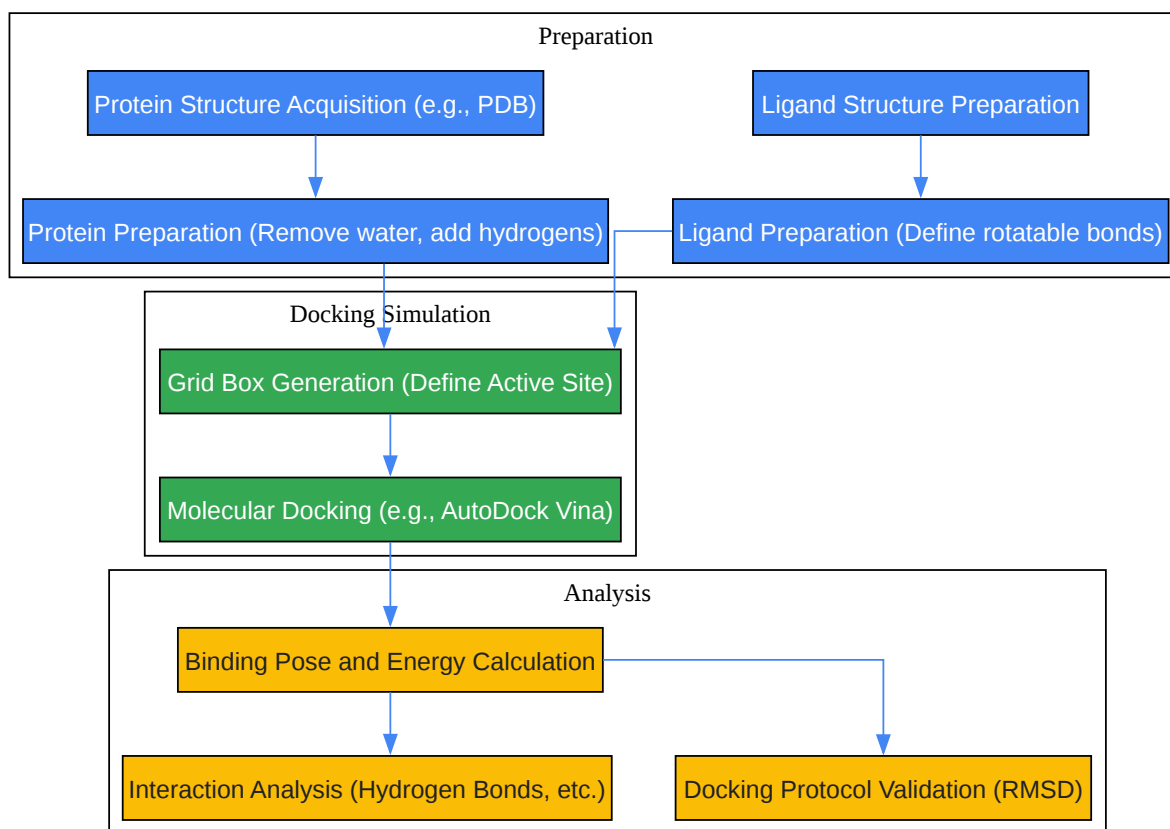 Preparation
Protein Structure Acquisition (e.g., PDB)
Ligand Structure Preparation
Protein Preparation (Remove water, add hydrogens)
Ligand Preparation (Define rotatable bonds)
Docking Simulation
Grid Box Generation (Define Active Site)
Molecular Docking (e.g., AutoDock Vina)
Analysis
Binding Pose and Energy Calculation
Interaction Analysis (Hydrogen Bonds, etc.)
Docking Protocol Validation (RMSD)